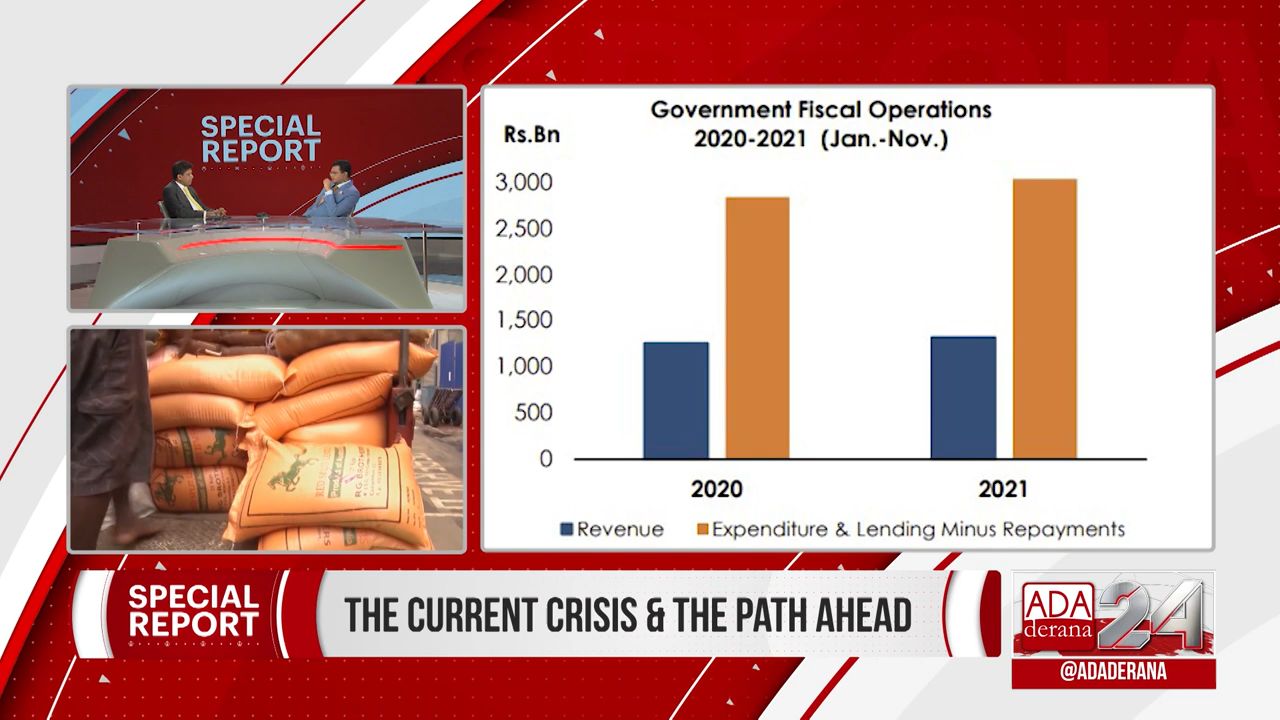 SPECIAL
REPORT
Government Fiscal Operations
2020-2021 (Jan.-Nov.)
Rs.Bn
3,000
2,500
2,000
1,500
1,000
500
0
2020
2021
Revenue
Expenditure & Lending Minus Repayments
SPECIAL
REPORT
THE CURRENT CRISIS & THE PATH AHEAD
ADA
derana
24
@ADADERANA